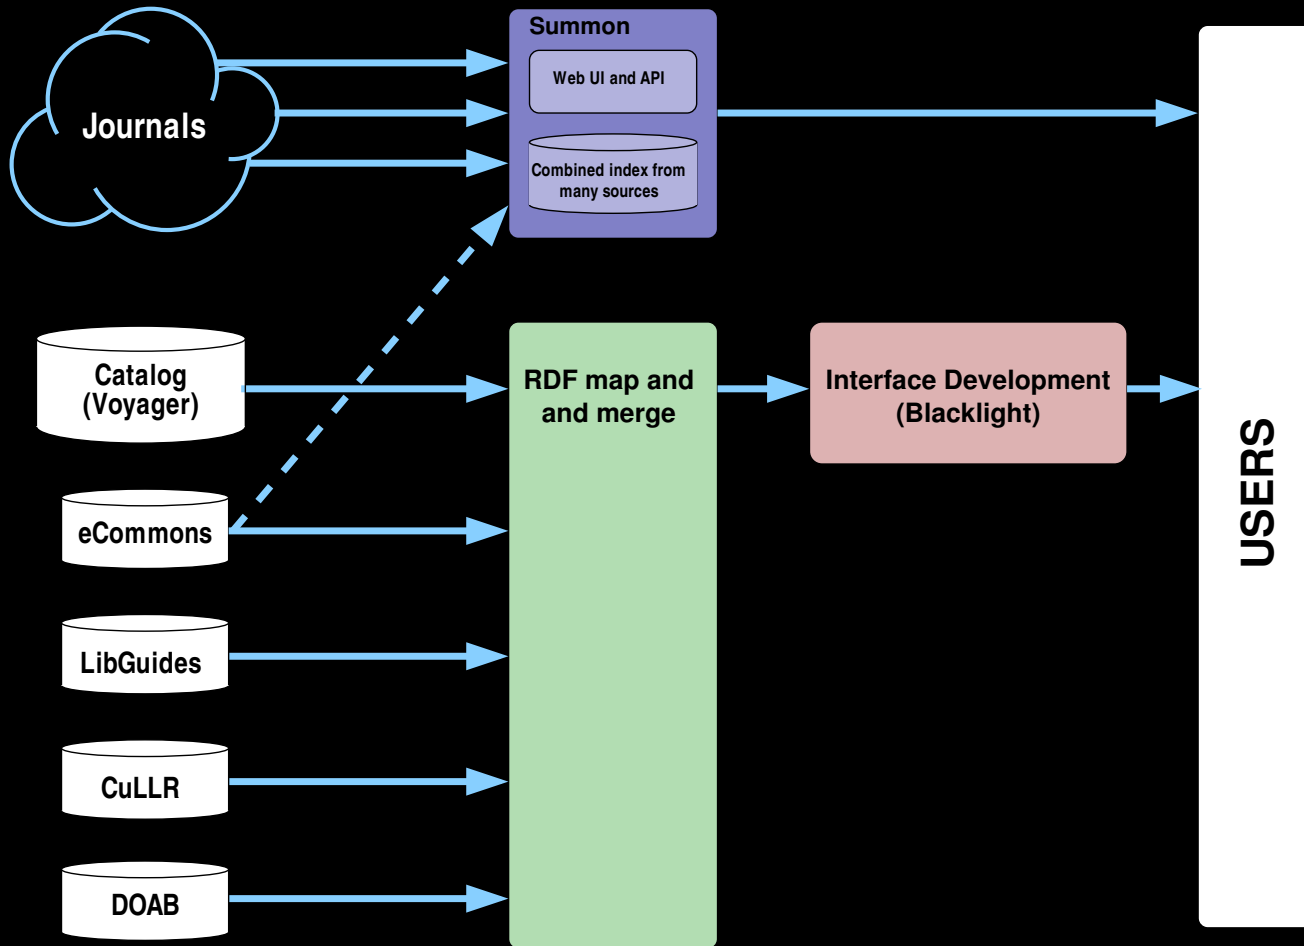 Summon
Web UI and API
Journals
Combined index from
many sources
Catalog
(Voyager)
RDF map and
and merge
Interface Development
(Blacklight)
USERS
eCommons
LibGuides
CuLLR
DOAB